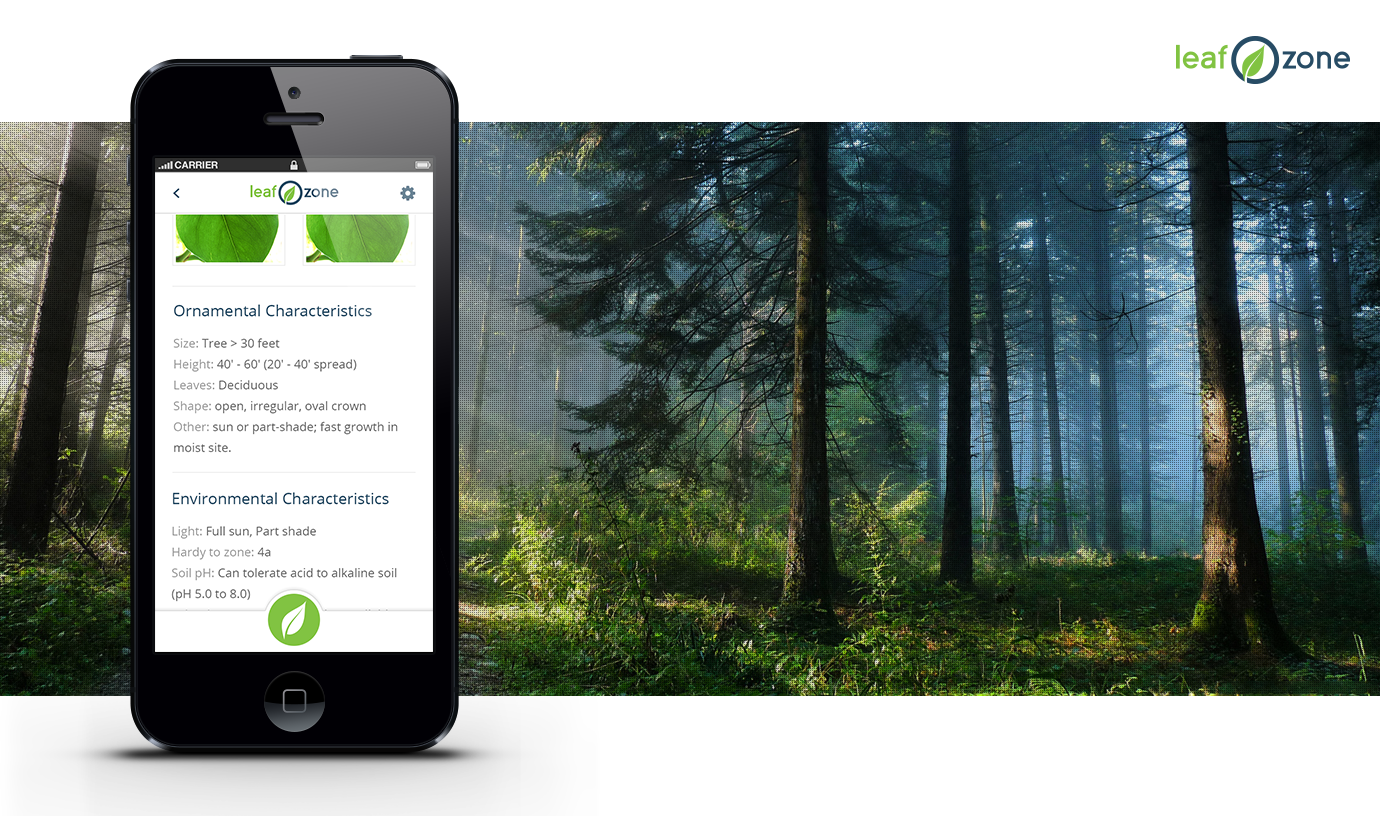 leaf zone
CARRIER
leaf zone
Ornamental Characteristics
Size: Tree > 30 feet
Height: 40' - 60' (20' - 40' spread)
Leaves: Deciduous
Shape: open, irregular, oval crown
Other: sun or part-shade; fast growth in
moist site.
Environmental Characteristics
Light: Full sun, Part shade
Hardy to zone: 4a
Soil pH: Can tolerate acid to alkaline soil
(pH 5.0 to 8.0)